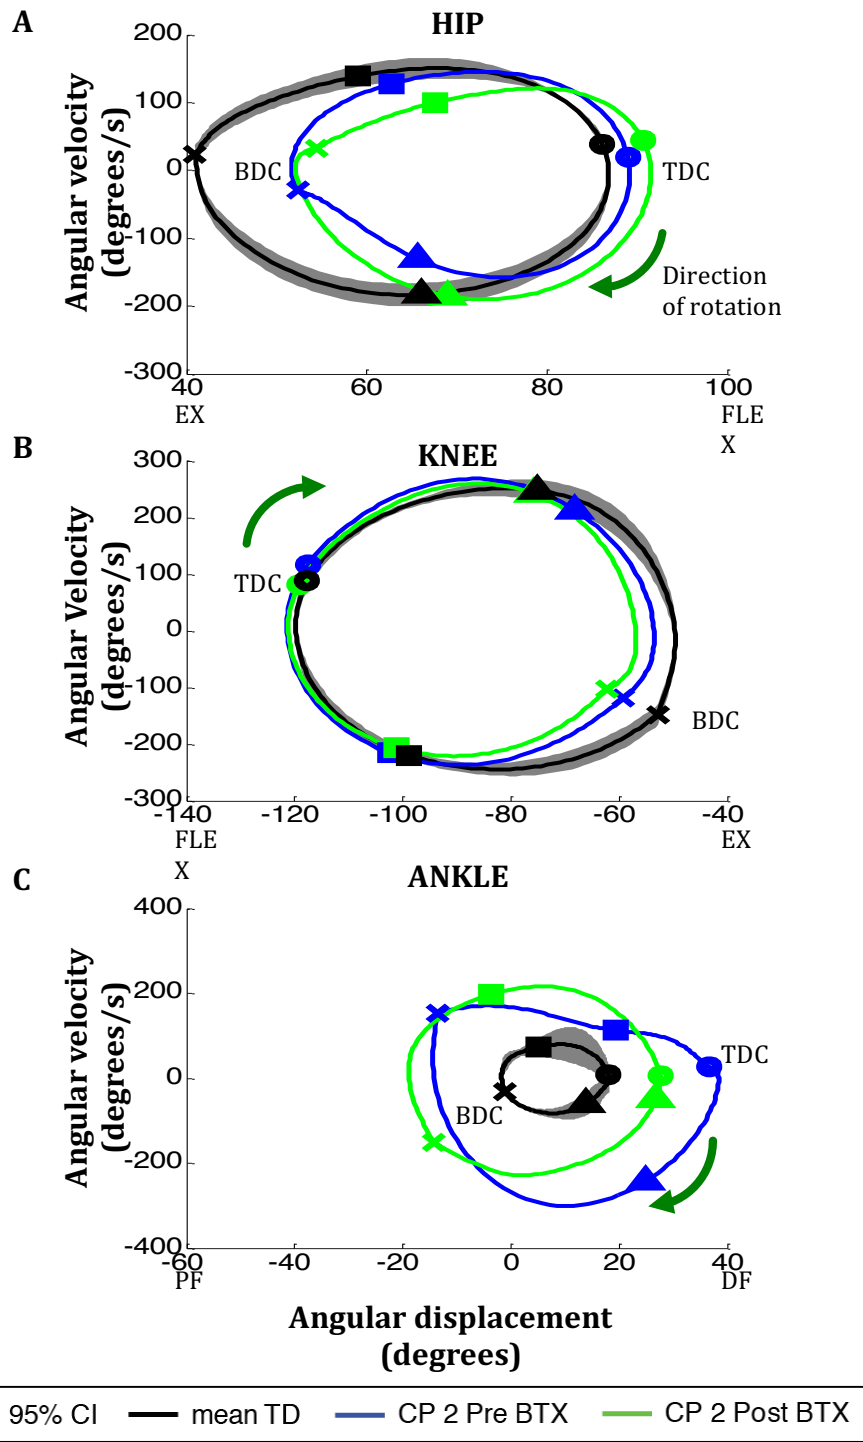 A
HIP
Angular velocity
(degrees/s)
200
100
0
-100
-200
-300
BDC
TDC
Direction
of rotation
40
60
80
100
EX
FLE
X
B
KNEE
Angular Velocity
(degrees/s)
300
200
100
0
-100
-200
-300
TDC
BDC
-140
-120
-100
-80
-60
-40
FLE
X
EX
C
ANKLE
Angular velocity
(degrees/s)
400
200
0
-200
-400
TDC
BDC
-60
-40
-20
0
20
40
PF
DF
Angular displacement
(degrees)
95% CI
mean TD
CP 2 Pre BTX
CP 2 Post BTX